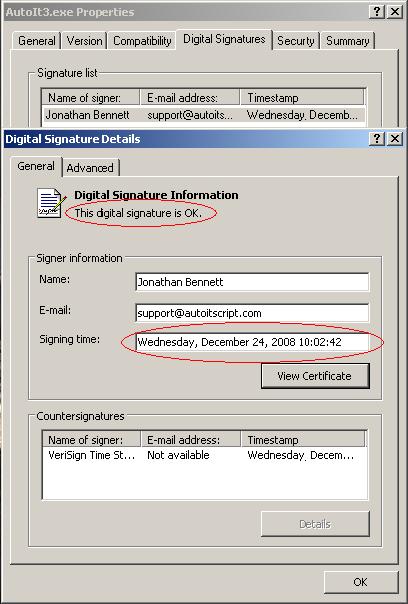 AutoIt3.exe Properties
General Version Compatibility Digital Signatures Security Summary
Signature list
Name of signer: E-mail address: Timestamp
Jonathan Bennett support@autoits... Wednesday, Decemb...
Digital Signature Details
General Advanced
Digital Signature Information
This digital signature is OK.
Signer information
Name: Jonathan Bennett
E-mail: support@autoitscript.com
Signing time: Wednesday, December 24, 2008 10:02:42
View Certificate
Countersignatures
Name of signer: E-mail address: Timestamp
VeriSign Time St... Not available Wednesday, Decem...
Details
OK